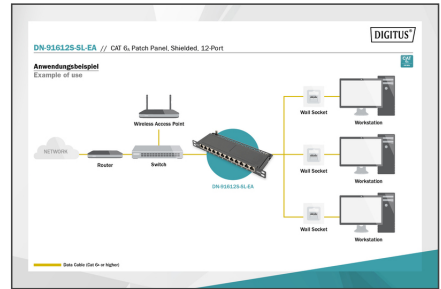 DIGITUS®
DN-91612S-SL-EA // CAT 6A Patch Panel, Shielded, 12-Port
Anwendungsbeispiel
Example of use
Wireless Access Point
NETWORK
Router
Switch
DN-91612S-SL-EA
Wall Socket
Workstation
Wall Socket
Workstation
Wall Socket
Workstation
Data Cable (Cat 6A or higher)